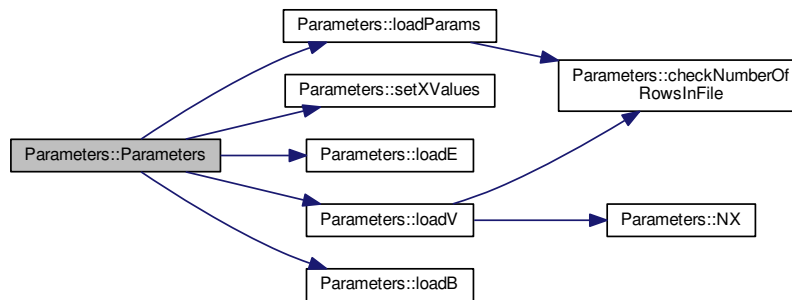 Parameters::loadParams
Parameters::checkNumberOf
RowsInFile
Parameters::setXValues
Parameters::Parameters
Parameters::loadE
Parameters::loadV
Parameters::NX
Parameters::loadB